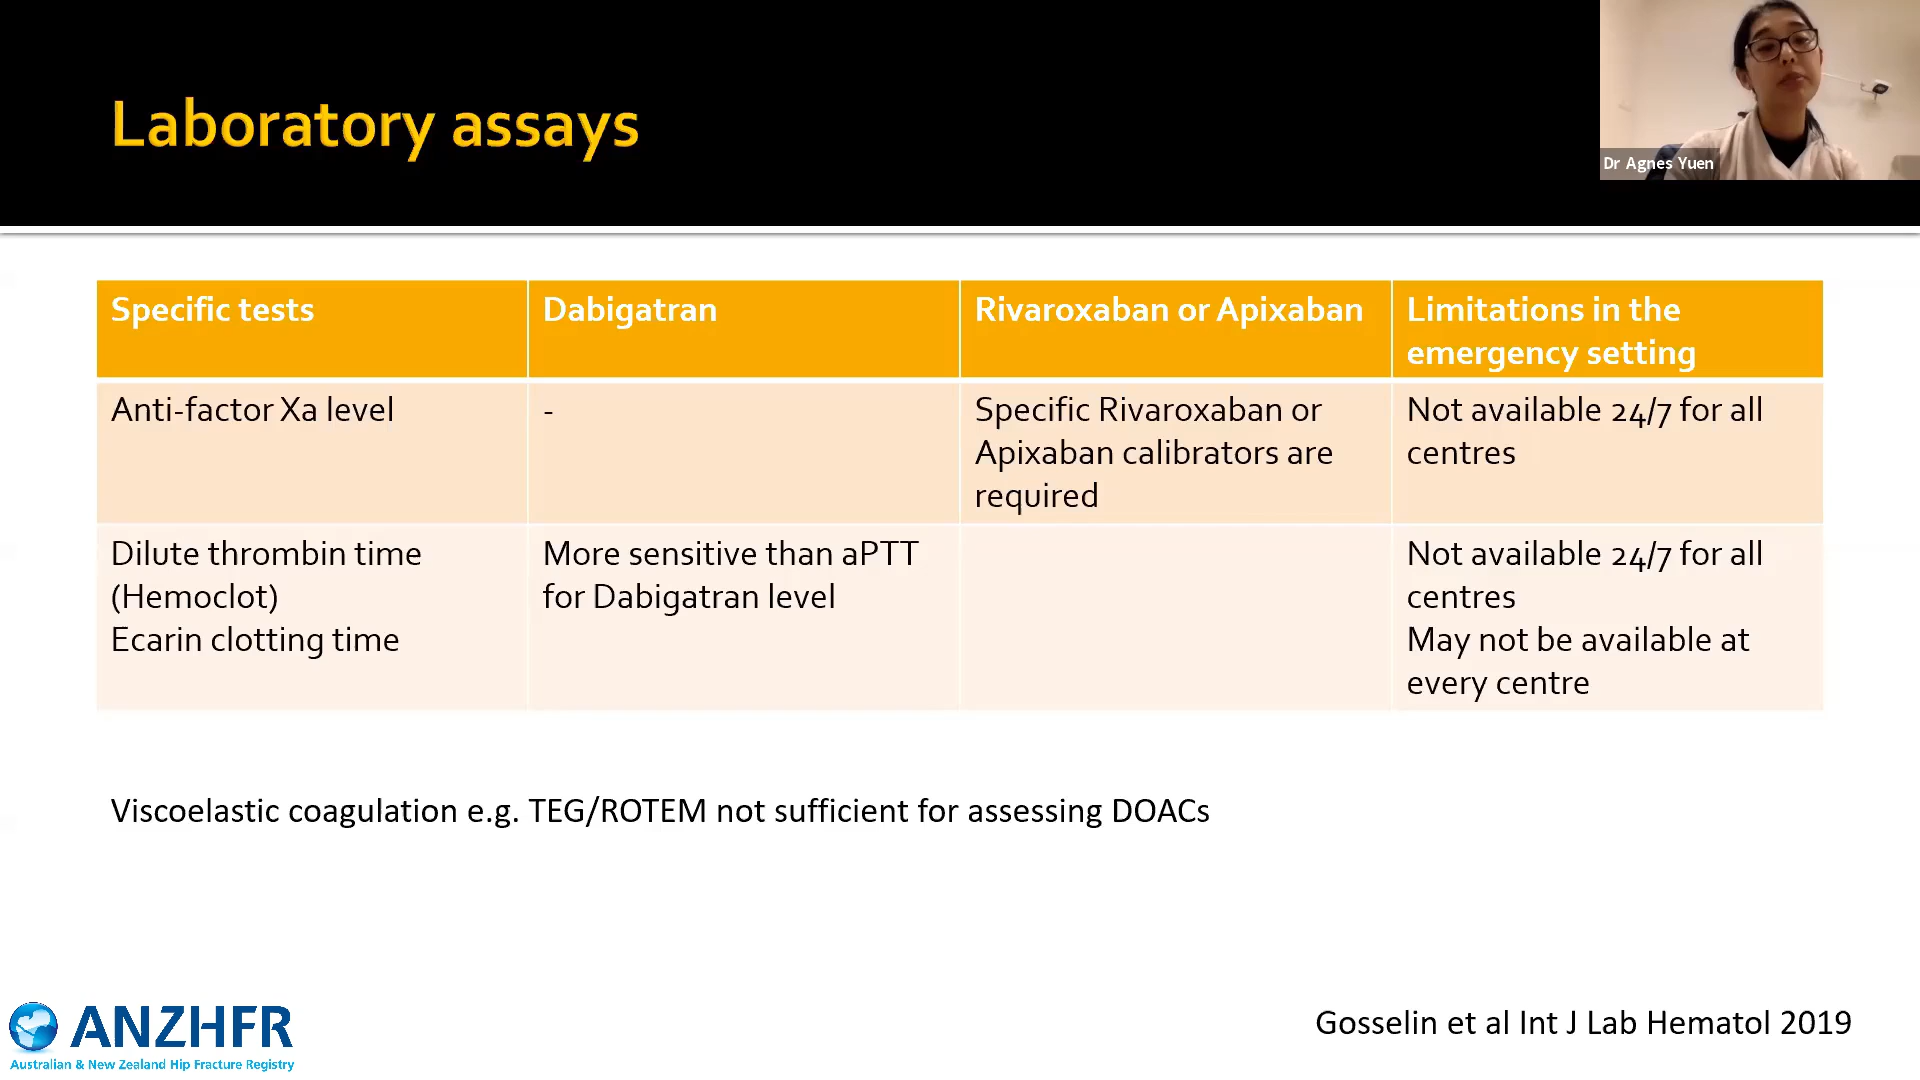 Laboratory assays
Dr Agnes Yuen
Specific tests
Dabigatran
Rivaroxaban or Apixaban
Limitations in the
emergency setting
Anti-factor Xa level
-
Specific Rivaroxaban or
Apixaban calibrators are
required
Not available 24/7 for all
centres
Dilute thrombin time
(Hemoclot)
Ecarin clotting time
More sensitive than aPTT
for Dabigatran level
Not available 24/7 for all
centres
May not be available at
every centre
Viscoelastic coagulation e.g. TEG/ROTEM not sufficient for assessing DOACs
ANZHFR
Australian & New Zealand Hip Fracture Registry
Gosselin et al Int J Lab Hematol 2019